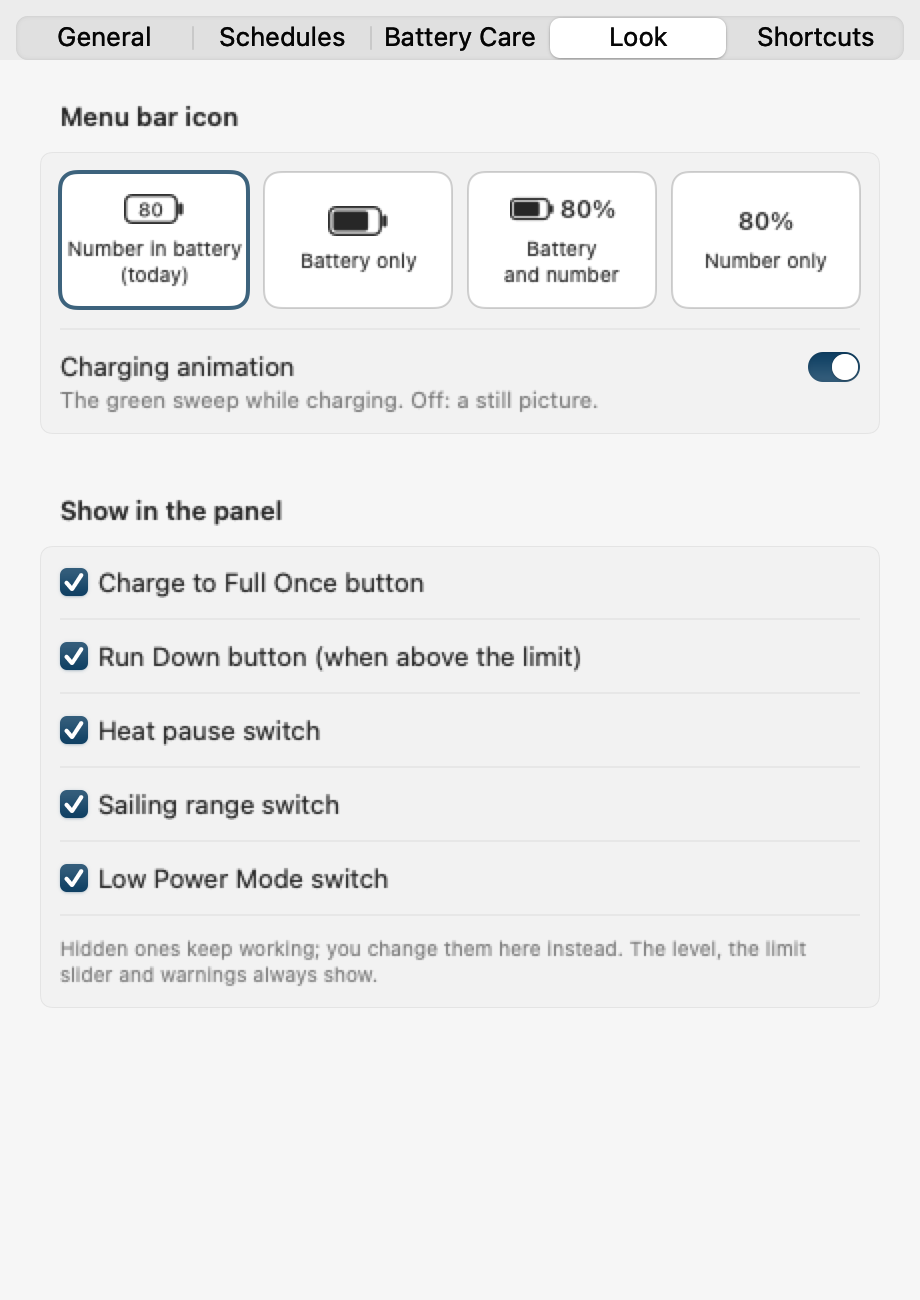 General
Schedules
Battery Care
Look
Shortcuts
Menu bar icon
80
Number in battery
(today)
Battery only
80%
Battery
and number
80%
Number only
Charging animation
The green sweep while charging. Off: a still picture.
Show in the panel
Charge to Full Once button
Run Down button (when above the limit)
Heat pause switch
Sailing range switch
Low Power Mode switch
Hidden ones keep working; you change them here instead. The level, the limit
slider and warnings always show.